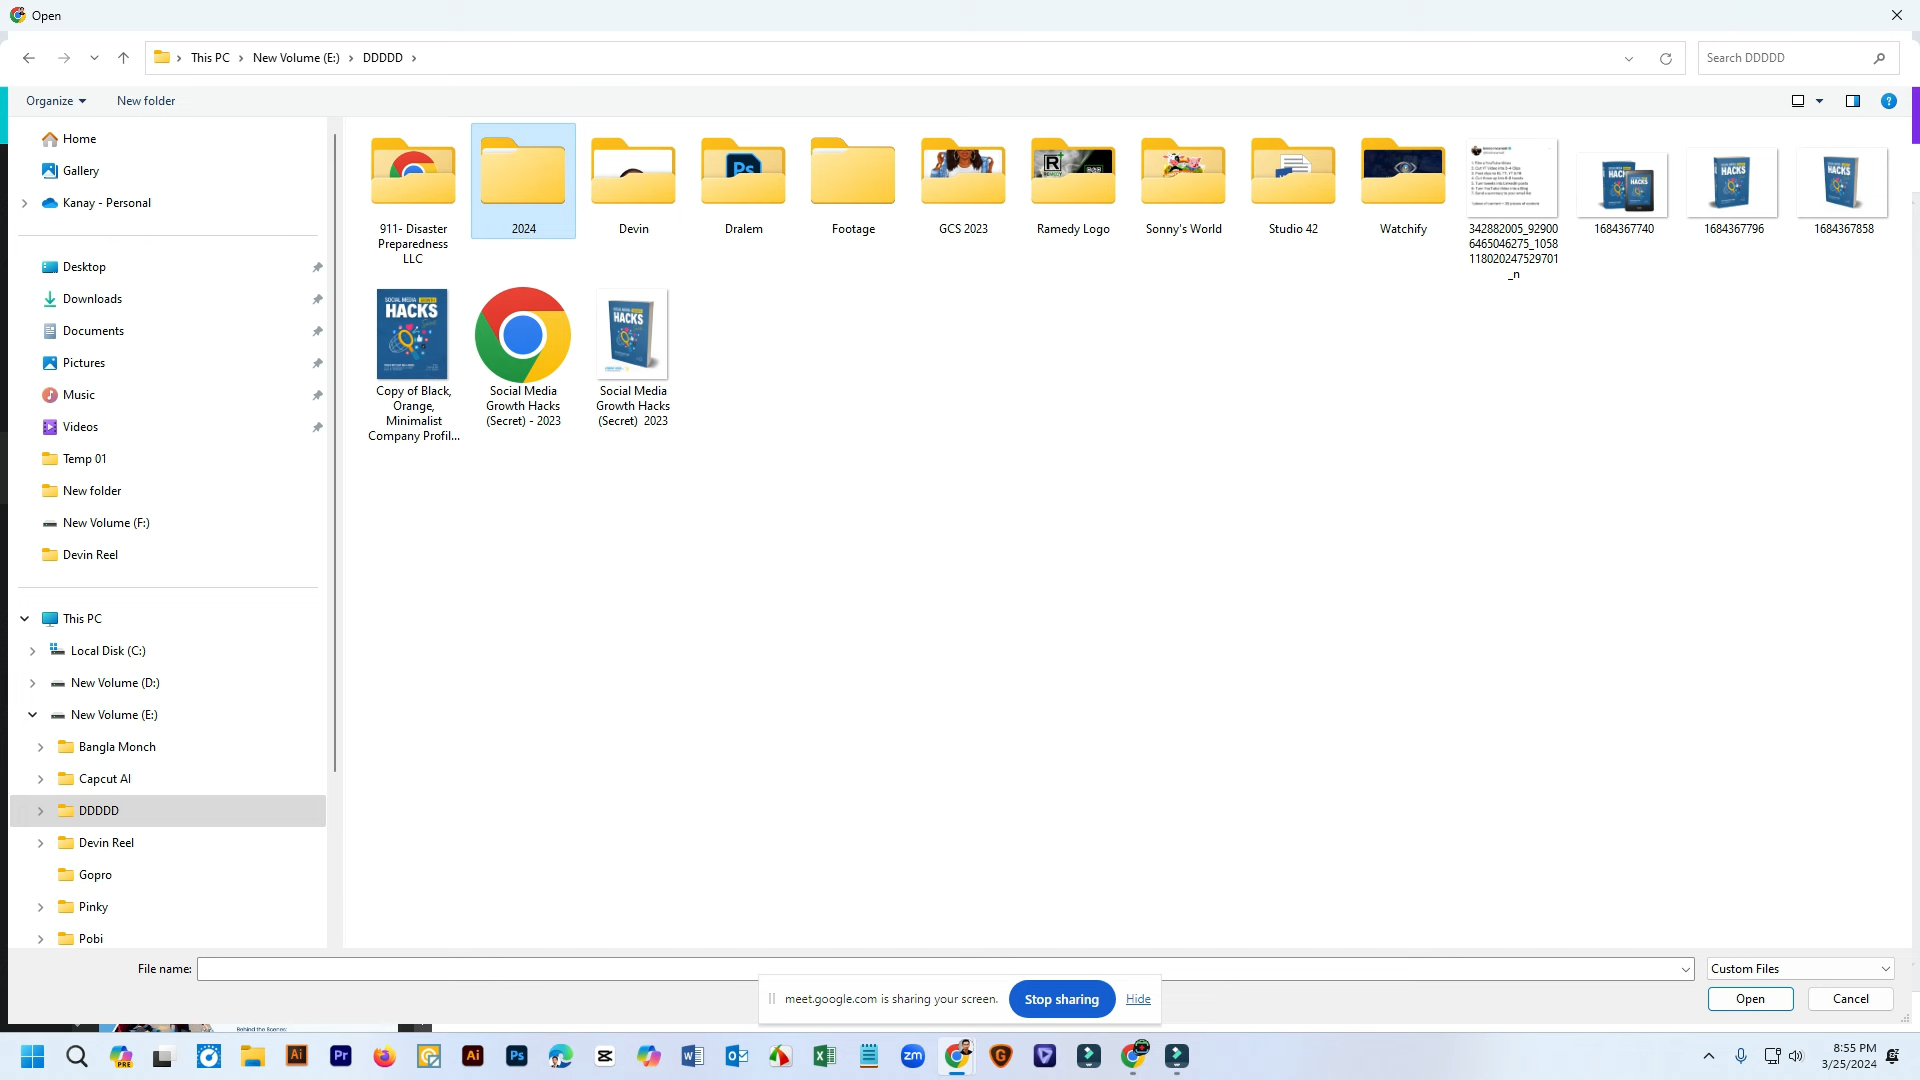 Open
This PC
New Volume (E:)
DDDDD
Search DDDDD
Organize
New folder
Home
Gallery
Kanay - Personal
Desktop
Downloads
Documents
Pictures
Music
Videos
Temp 01
New folder
New Volume (F:)
Devin Reel
This PC
Local Disk (C:)
New Volume (D:)
New Volume (E:)
Bangla Monch
Capcut AI
DDDDD
Devin Reel
Gopro
Pinky
Pobi
911- Disaster
Preparedness
LLC
2024
Devin
Dralem
Footage
GCS 2023
Ramedy Logo
Sonny's World
Studio 42
Watchify
342882005_92900
6465046275_1058
118020247529701
_n
1684367740
1684367796
1684367858
SOCIAL MEDIA
HACKS
Copy of Black,
Orange,
Minimalist
Company Profil...
Social Media
Growth Hacks
(Secret) - 2023
HACKS
Social Media
Growth Hacks
(Secret) 2023
File name:
Custom Files
Open
Cancel
meet.google.com is sharing your screen.
Stop sharing
Hide
Behind the Scenes:
8:55 PM
3/25/2024